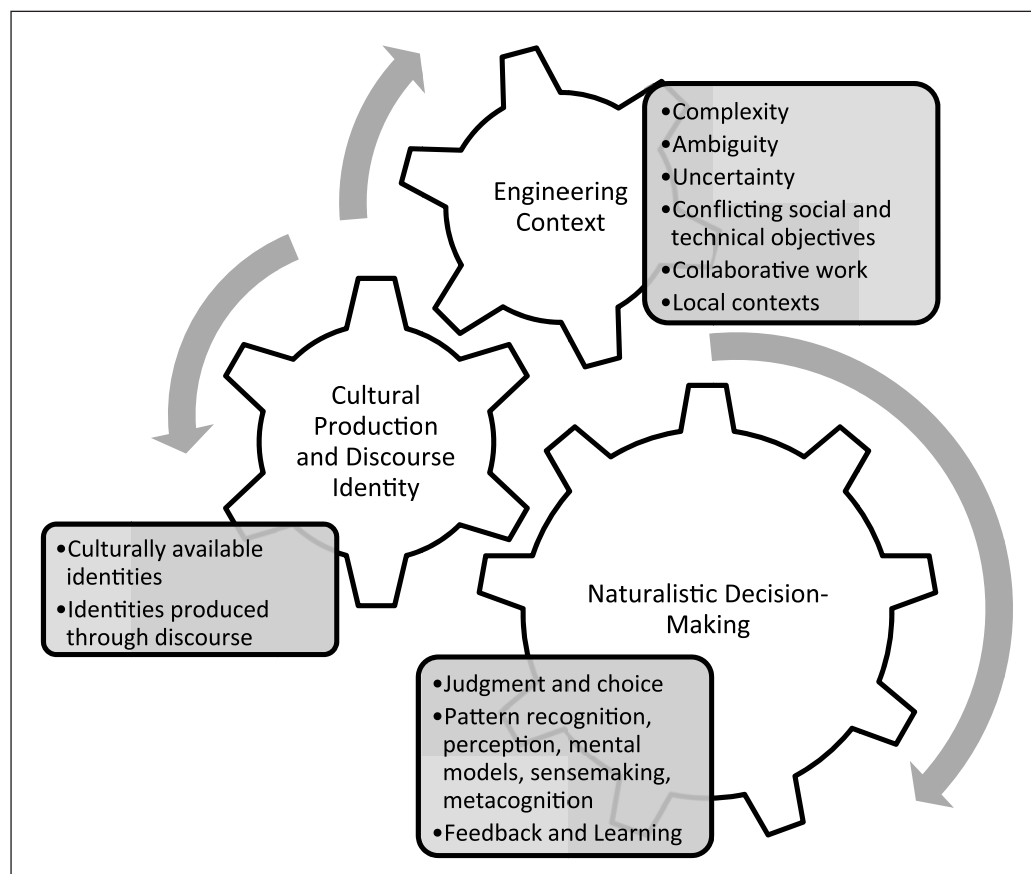 Engineering
Context
•Complexity
•Ambiguity
•Uncertainty
•Conflicting social and
technical objectives
•Collaborative work
•Local contexts
Cultural
Production
and Discourse
Identity
•Culturally available
identities
•Identities produced
through discourse
Naturalistic Decision-
Making
•Judgment and choice
•Pattern recognition,
perception, mental
models, sensemaking,
metacognition
•Feedback and Learning